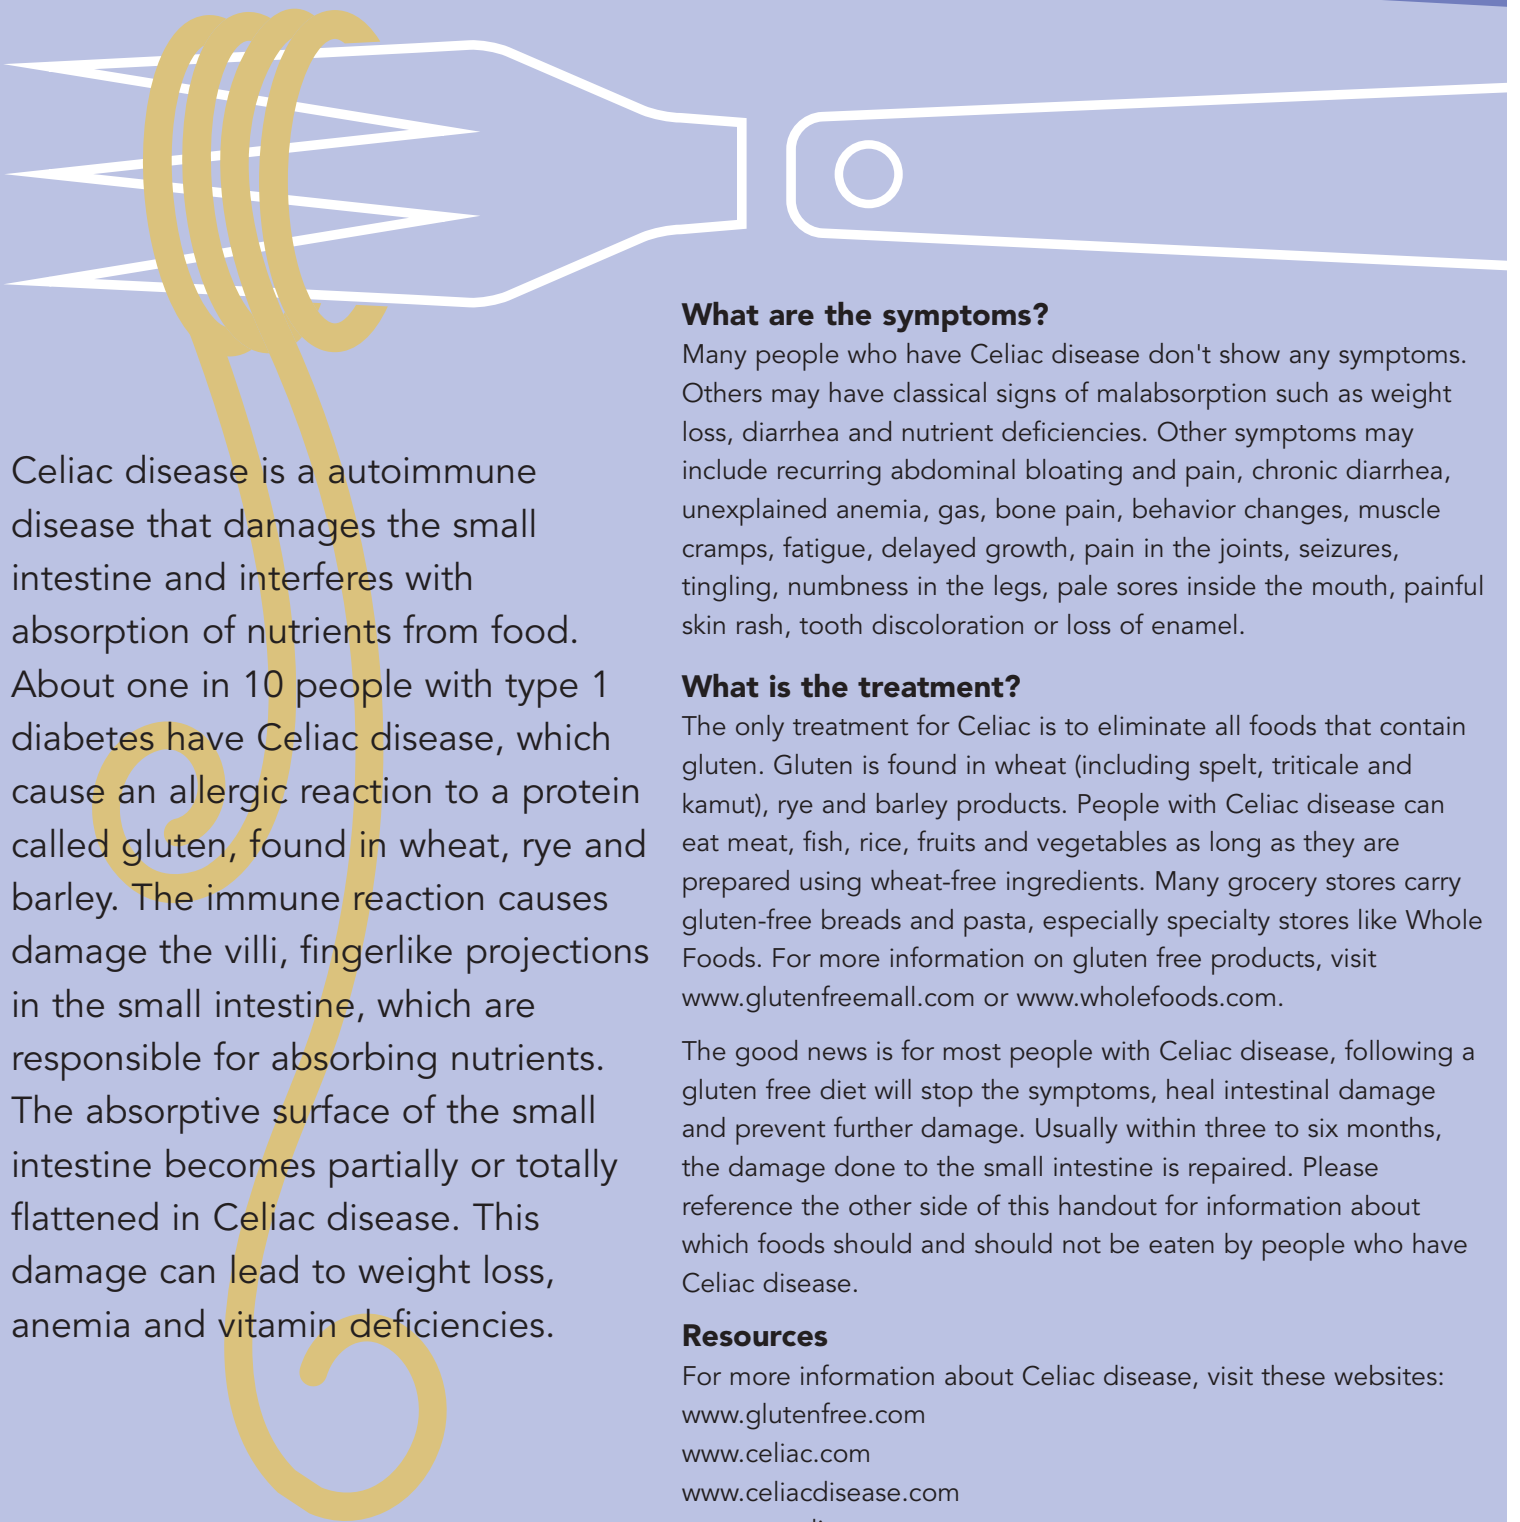 Celiac disease is a autoimmune
disease that damages the small
intestine and interferes with
absorption of nutrients from food.
About one in 10 people with type 1
diabetes have Celiac disease, which
cause an allergic reaction to a protein
called gluten, found in wheat, rye and
barley. The immune reaction causes
damage the villi, fingerlike projections
in the small intestine, which are
responsible for absorbing nutrients.
The absorptive surface of the small
intestine becomes partially or totally
flattened in Celiac disease. This
damage can lead to weight loss,
anemia and vitamin deficiencies.
What are the symptoms?
Many people who have Celiac disease don't show any symptoms.
Others may have classical signs of malabsorption such as weight
loss, diarrhea and nutrient deficiencies. Other symptoms may
include recurring abdominal bloating and pain, chronic diarrhea,
unexplained anemia, gas, bone pain, behavior changes, muscle
cramps, fatigue, delayed growth, pain in the joints, seizures,
tingling, numbness in the legs, pale sores inside the mouth, painful
skin rash, tooth discoloration or loss of enamel.
What is the treatment?
The only treatment for Celiac is to eliminate all foods that contain
gluten. Gluten is found in wheat (including spelt, triticale and
kamut), rye and barley products. People with Celiac disease can
eat meat, fish, rice, fruits and vegetables as long as they are
prepared using wheat-free ingredients. Many grocery stores carry
gluten-free breads and pasta, especially specialty stores like Whole
Foods. For more information on gluten free products, visit
www.glutenfreemall.com or www.wholefoods.com.
The good news is for most people with Celiac disease, following a
gluten free diet will stop the symptoms, heal intestinal damage
and prevent further damage. Usually within three to six months,
the damage done to the small intestine is repaired. Please
reference the other side of this handout for information about
which foods should and should not be eaten by people who have
Celiac disease.
Resources
For more information about Celiac disease, visit these websites:
www.glutenfree.com
www.celiac.com
www.celiacdisease.com